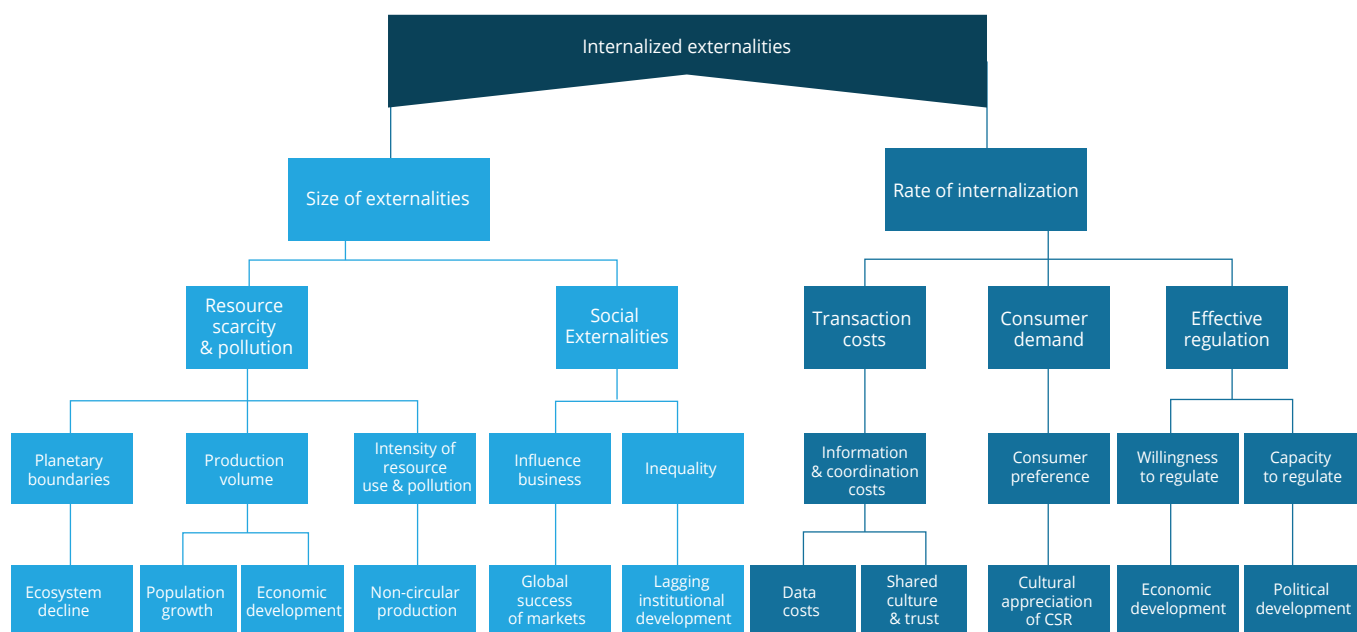 Internalized externalities
Size of externalities
Rate of internalization
Resource
scarcity
& pollution
Social
Externalities
Transaction
costs
Consumer
demand
Effective
regulation
Planetary
boundaries
Production
volume
Intensity of
resource
use & pollution
Influence
business
Inequality
Information
& coordination
costs
Consumer
preference
Willingness
to regulate
Capacity
to regulate
Ecosystem
decline
Population
growth
Economic
development
Non-circular
production
Global
success
of markets
Lagging
institutional
development
Data
costs
Shared
culture
& trust
Cultural
appreciation
of CSR
Economic
development
Political
development